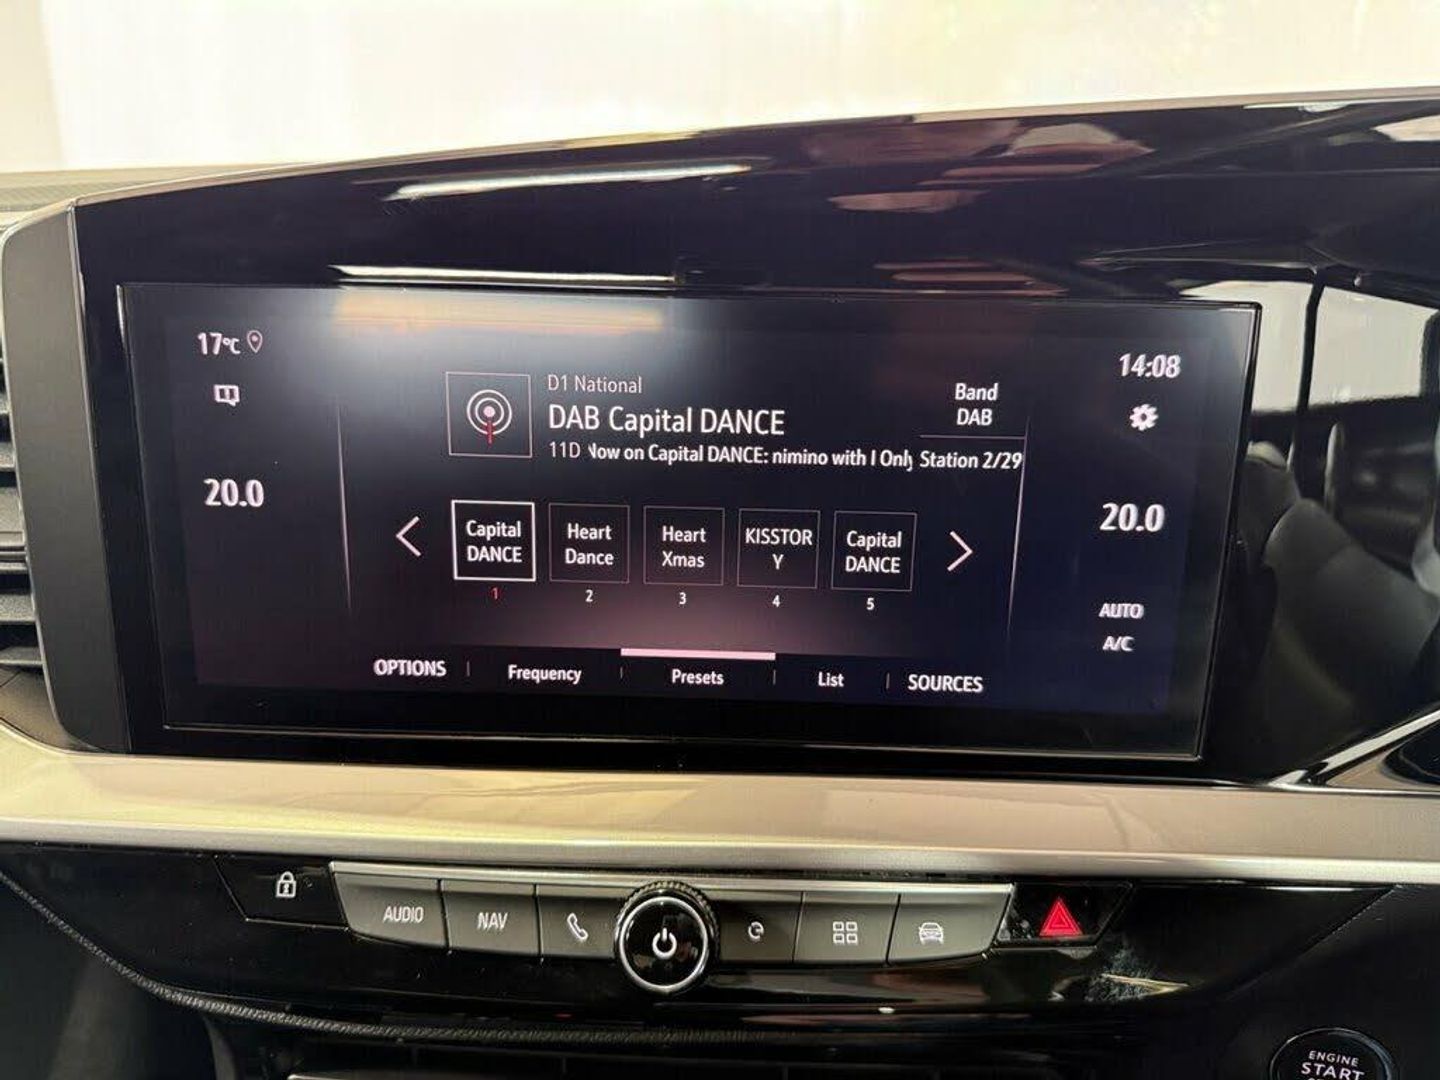 17°C
14:08
D1 National
DAB Capital DANCE
11D Now on Capital DANCE: nimino with I Only
Band
DAB
Station 2/29
20.0
20.0
Capital
DANCE
1
Heart
Dance
2
Heart
Xmas
3
KISSTOR
Y
4
Capital
DANCE
5
AUTO
A/C
OPTIONS
Frequency
Presets
List
SOURCES
AUDIO
NAV
ENGINE
START